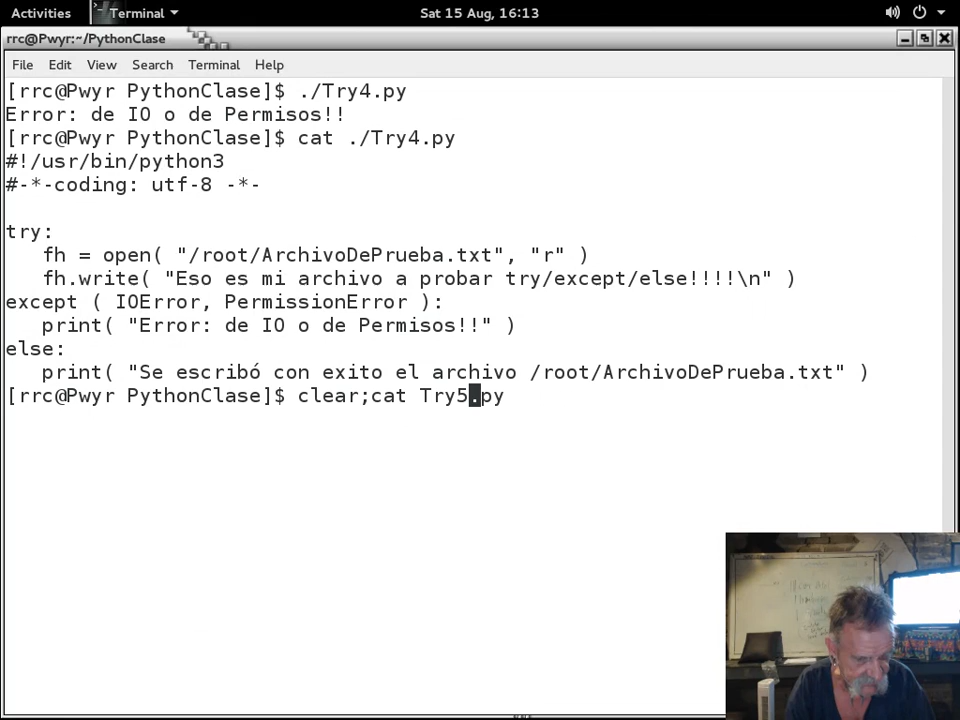 Activities Terminal Sat 15 Aug, 16:13
rrc@Pwyr:~/PythonClase
File Edit View Search Terminal Help
[rrc@Pwyr PythonClase]$ ./Try4.py
Error: de IO o de Permisos!!
[rrc@Pwyr PythonClase]$ cat ./Try4.py
#!/usr/bin/python3
#-*-coding: utf-8 -*-
try:
fh = open( "/root/ArchivoDePrueba.txt", "r" )
fh.write( "Eso es mi archivo a probar try/except/else!!!!\n" )
except ( IOError, PermissionError ):
print( "Error: de IO o de Permisos!!" )
else:
print( "Se escribó con exito el archivo /root/ArchivoDePrueba.txt" )
[rrc@Pwyr PythonClase]$ clear;cat Try5.py